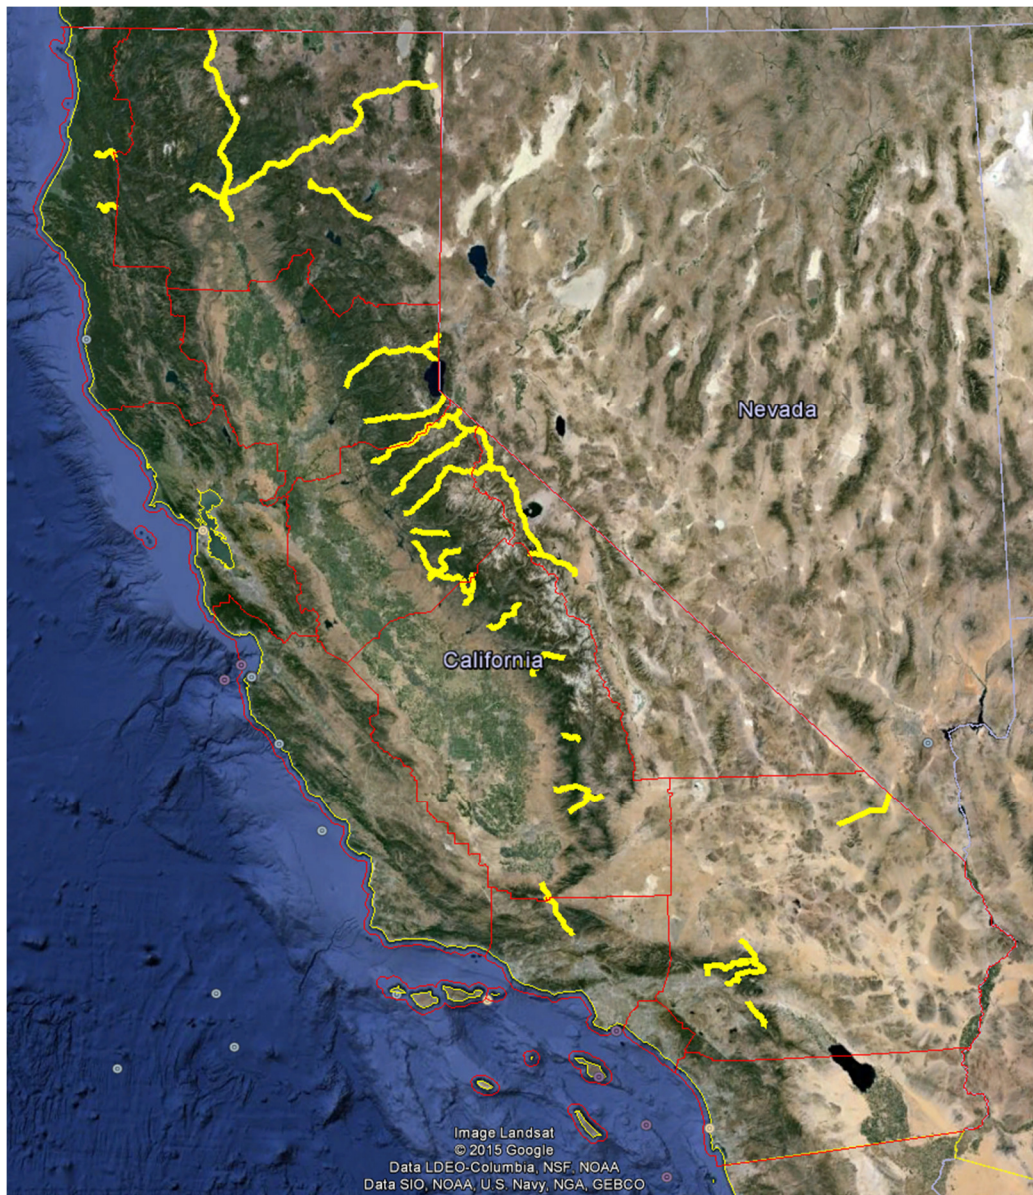 Nevada
California
Image Landsat
© 2015 Google
Data LDEO-Columbia, NSF, NOAA
Data SIO, NOAA, U.S. Navy, NGA, GEBCO